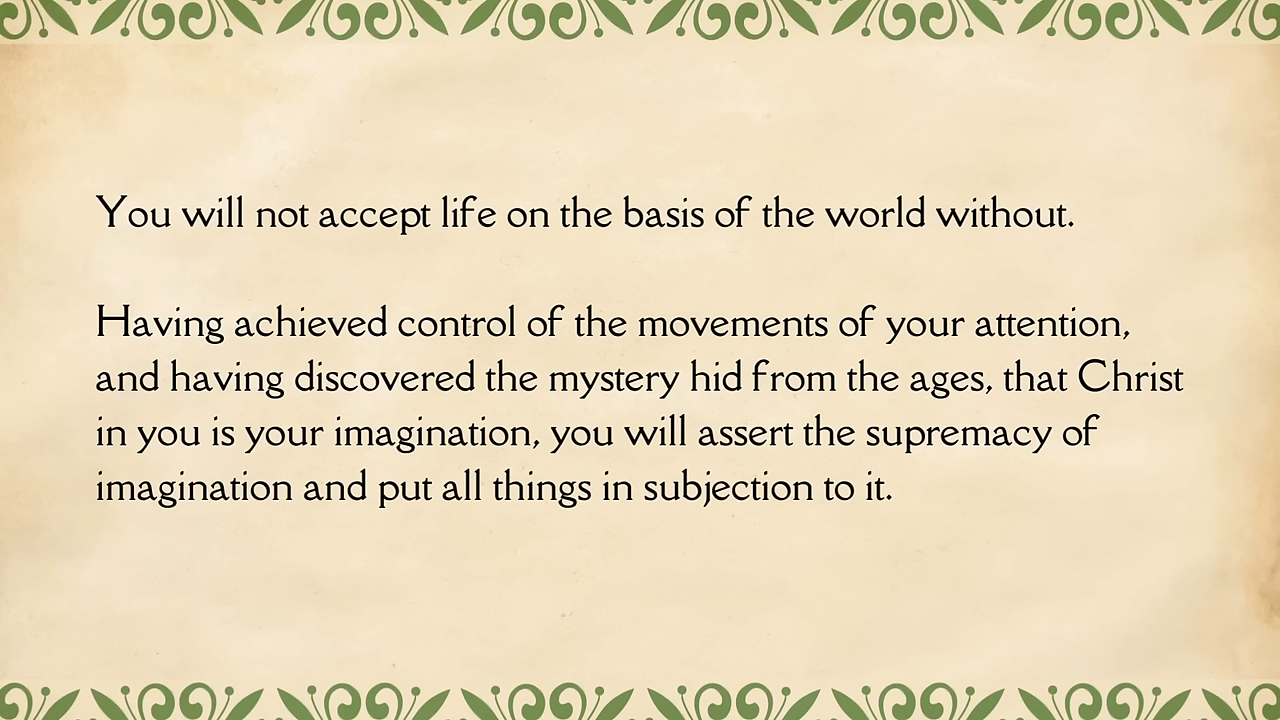 You will not accept life on the basis of the world without.
Having achieved control of the movements of your attention,
and having discovered the mystery hid from the ages, that Christ
in you is your imagination, you will assert the supremacy of
imagination and put all things in subjection to it.